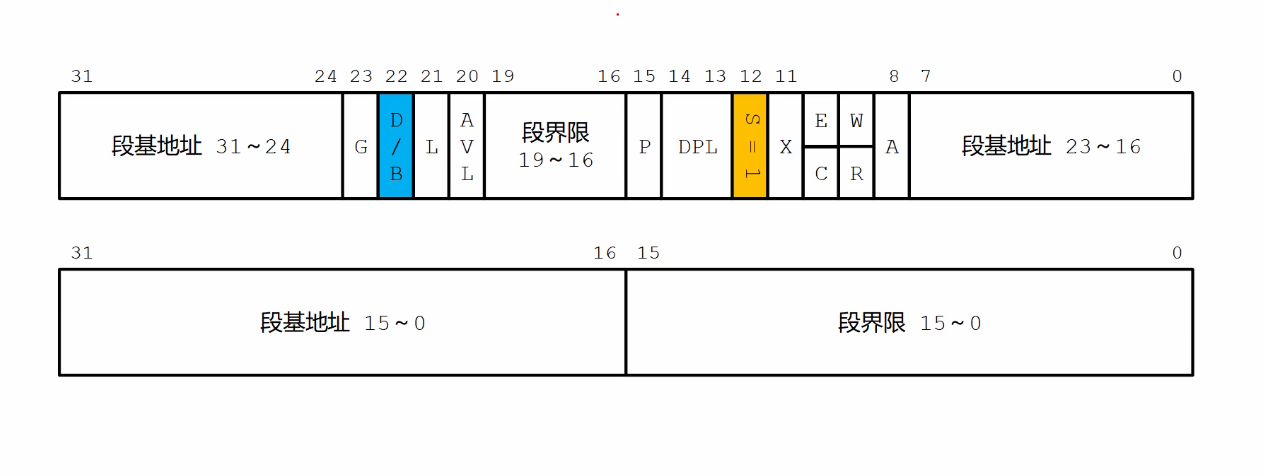 31 24 23 22 21 20 19 16 15 14 13 12 11 8 7 0
段基地址 31~24
G
D/B
L
AVL
段界限
19~16
P
DPL
S=1
X
E
W
C
R
A
段基地址 23~16
31 16 15 0
段基地址 15~0
段界限 15~0